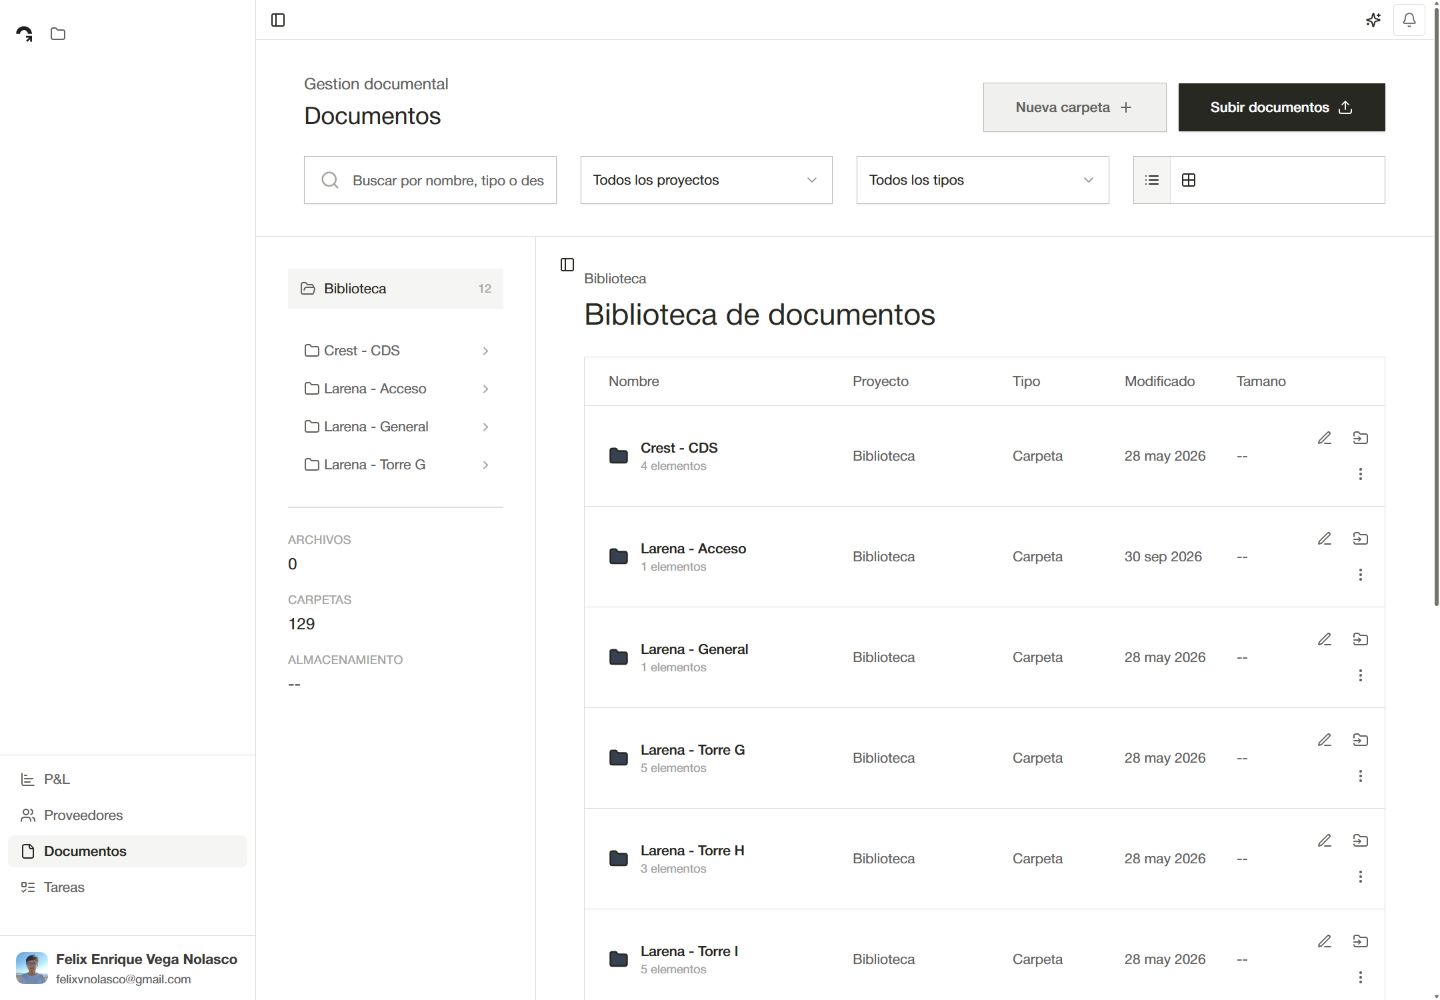 Gestion documental
Documentos
Nueva carpeta
Subir documentos
Buscar por nombre, tipo o des
Todos los proyectos
Todos los tipos
Biblioteca 12
Crest - CDS
Larena - Acceso
Larena - General
Larena - Torre G
ARCHIVOS
0
CARPETAS
129
ALMACENAMIENTO
--
Biblioteca
Biblioteca de documentos
Nombre Proyecto Tipo Modificado Tamano
Crest - CDS
4 elementos
Biblioteca Carpeta 28 may 2026 --
Larena - Acceso
1 elementos
Biblioteca Carpeta 30 sep 2026 --
Larena - General
1 elementos
Biblioteca Carpeta 28 may 2026 --
Larena - Torre G
5 elementos
Biblioteca Carpeta 28 may 2026 --
Larena - Torre H
3 elementos
Biblioteca Carpeta 28 may 2026 --
Larena - Torre I
5 elementos
Biblioteca Carpeta 28 may 2026 --
P&L
Proveedores
Documentos
Tareas
Felix Enrique Vega Nolasco
felixvnolasco@gmail.com